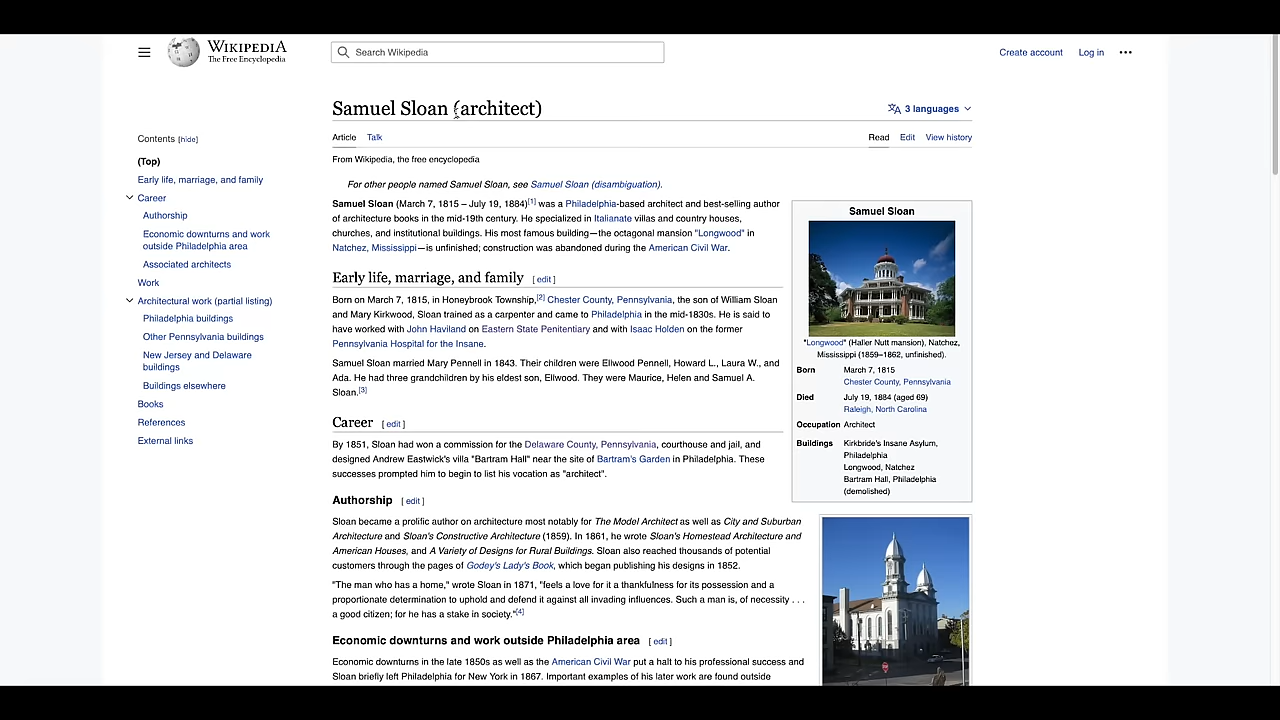 WIKIPEDIA
The Free Encyclopedia
Search Wikipedia
Create account
Log in
Samuel Sloan (architect)
3 languages
Article
Talk
Read
Edit
View history
From Wikipedia, the free encyclopedia
Contents [hide]
(Top)
Early life, marriage, and family
Career
Authorship
Economic downturns and work
outside Philadelphia area
Associated architects
Work
Architectural work (partial listing)
Philadelphia buildings
Other Pennsylvania buildings
New Jersey and Delaware
buildings
Buildings elsewhere
Books
References
External links
For other people named Samuel Sloan, see Samuel Sloan (disambiguation).
Samuel Sloan (March 7, 1815 – July 19, 1884)[1] was a Philadelphia-based architect and best-selling author
of architecture books in the mid-19th century. He specialized in Italianate villas and country houses,
churches, and institutional buildings. His most famous building—the octagonal mansion "Longwood" in
Natchez, Mississippi—is unfinished; construction was abandoned during the American Civil War.
Early life, marriage, and family [ edit ]
Born on March 7, 1815, in Honeybrook Township,[2] Chester County, Pennsylvania, the son of William Sloan
and Mary Kirkwood, Sloan trained as a carpenter and came to Philadelphia in the mid-1830s. He is said to
have worked with John Haviland on Eastern State Penitentiary and with Isaac Holden on the former
Pennsylvania Hospital for the Insane.
Samuel Sloan married Mary Pennell in 1843. Their children were Ellwood Pennell, Howard L., Laura W., and
Ada. He had three grandchildren by his eldest son, Ellwood. They were Maurice, Helen and Samuel A.
Sloan.[3]
Career [ edit ]
By 1851, Sloan had won a commission for the Delaware County, Pennsylvania, courthouse and jail, and
designed Andrew Eastwick's villa "Bartram Hall" near the site of Bartram's Garden in Philadelphia. These
successes prompted him to begin to list his vocation as "architect".
Authorship [ edit ]
Sloan became a prolific author on architecture most notably for The Model Architect as well as City and Suburban
Architecture and Sloan's Constructive Architecture (1859). In 1861, he wrote Sloan's Homestead Architecture and
American Houses, and A Variety of Designs for Rural Buildings. Sloan also reached thousands of potential
customers through the pages of Godey's Lady's Book, which began publishing his designs in 1852.
"The man who has a home," wrote Sloan in 1871, "feels a love for it a thankfulness for its possession and a
proportionate determination to uphold and defend it against all invading influences. Such a man is, of necessity . . .
a good citizen; for he has a stake in society."[4]
Economic downturns and work outside Philadelphia area [ edit ]
Economic downturns in the late 1850s as well as the American Civil War put a halt to his professional success and
Sloan briefly left Philadelphia for New York in 1867. Important examples of his later work are found outside
Samuel Sloan
"Longwood" (Haller Nutt mansion), Natchez,
Mississippi (1859–1862, unfinished).
Born March 7, 1815
Chester County, Pennsylvania
Died July 19, 1884 (aged 69)
Raleigh, North Carolina
Occupation Architect
Buildings Kirkbride's Insane Asylum,
Philadelphia
Longwood, Natchez
Bartram Hall, Philadelphia
(demolished)